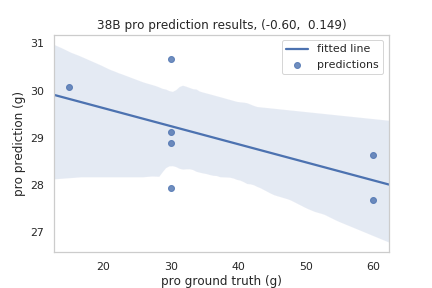 38B pro prediction results, (-0.60,  0.149)
fitted line
predictions
31
30
29
28
27
pro prediction (g)
20
30
40
50
60
pro ground truth (g)